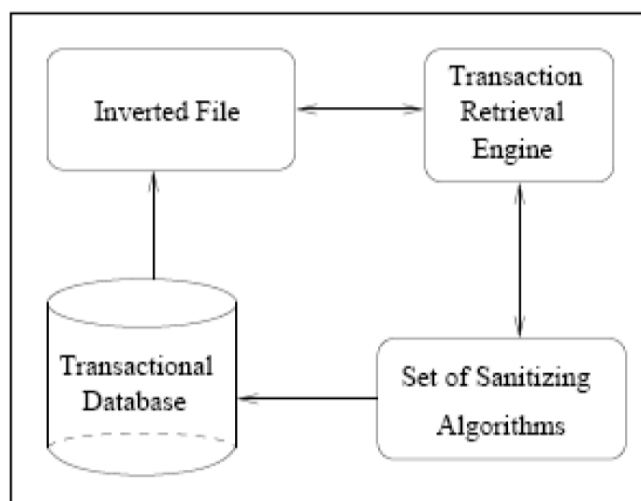 Inverted File
Transaction
Retrieval
Engine
Transactional
Database
Set of Sanitizing
Algorithms